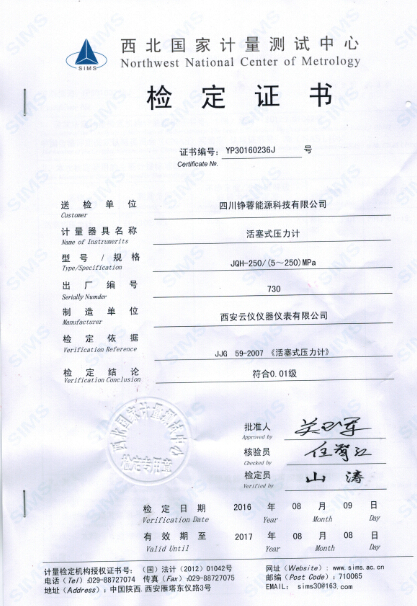 SIMS
西北国家计量测试中心
Northwest National Center of Metrology
检定证书
证书编号: YP30160236J 号
Certificate №.
送检单位 四川铮蓉能源科技有限公司
Customer
计量器具名称 活塞式压力计
Name of Instruments
型号/规格 JQH-250/(5～250)MPa
Type/Specification
出厂编号 730
Serially Number
制造单位 西安云仪仪器仪表有限公司
Manufacturer
检定依据 JJG 59-2007 《活塞式压力计》
Verification Reference
检定结论 符合0.01级
Verification Conclusion
批准人
Approved by
核验员
Checked by
检定员 山涛
Verified by
检定专用章
检定日期 2016 年 08 月 09 日
Verification Date Year Month Day
有效期至 2017 年 08 月 08 日
Valid Until Year Month Day
计量检定机构授权证书号: (国)法计(2012)01042号 网址(Website): www.sims.ac.cn
电话(Tel):029-88727074 传真(Fax):029-88727075 邮编(Post Code): 710065
地址(Address): 中国陕西.西安雁塔东仪路3号 EMAIL: sims30@163.com